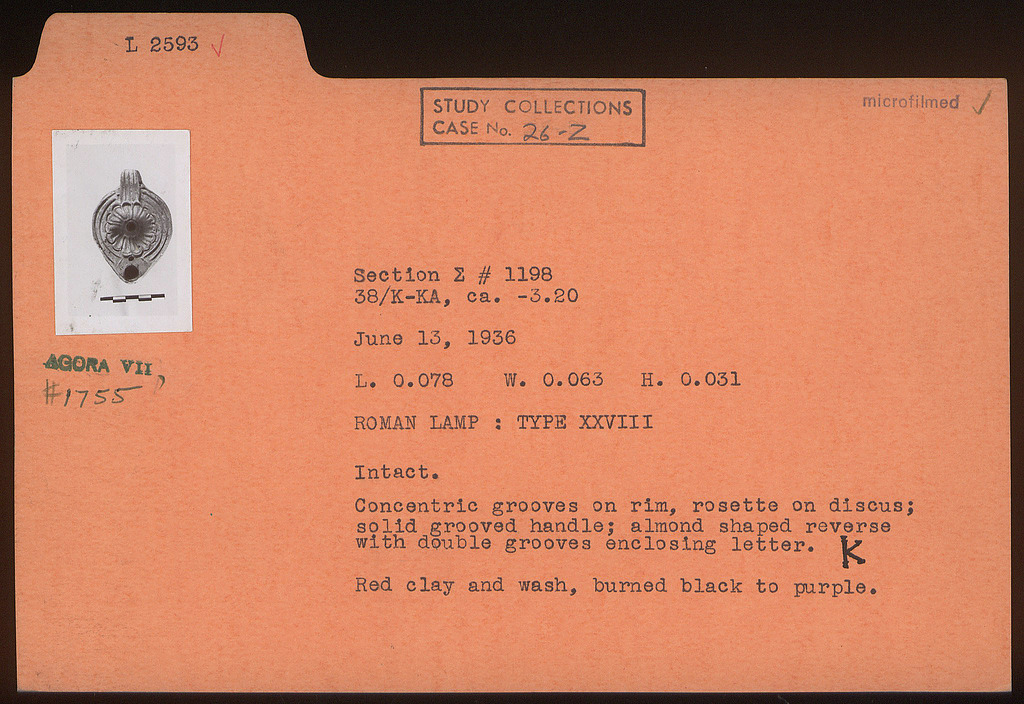 L 2593 ✓
STUDY COLLECTIONS
CASE No. 26-Z
microfilmed ✓
AGORA VII,
#1755
Section Σ # 1198
38/K-KA, ca. -3.20
June 13, 1936
L. 0.078 W. 0.063 H. 0.031
ROMAN LAMP : TYPE XXVIII
Intact.
Concentric grooves on rim, rosette on discus;
solid grooved handle; almond shaped reverse
with double grooves enclosing letter. K
Red clay and wash, burned black to purple.